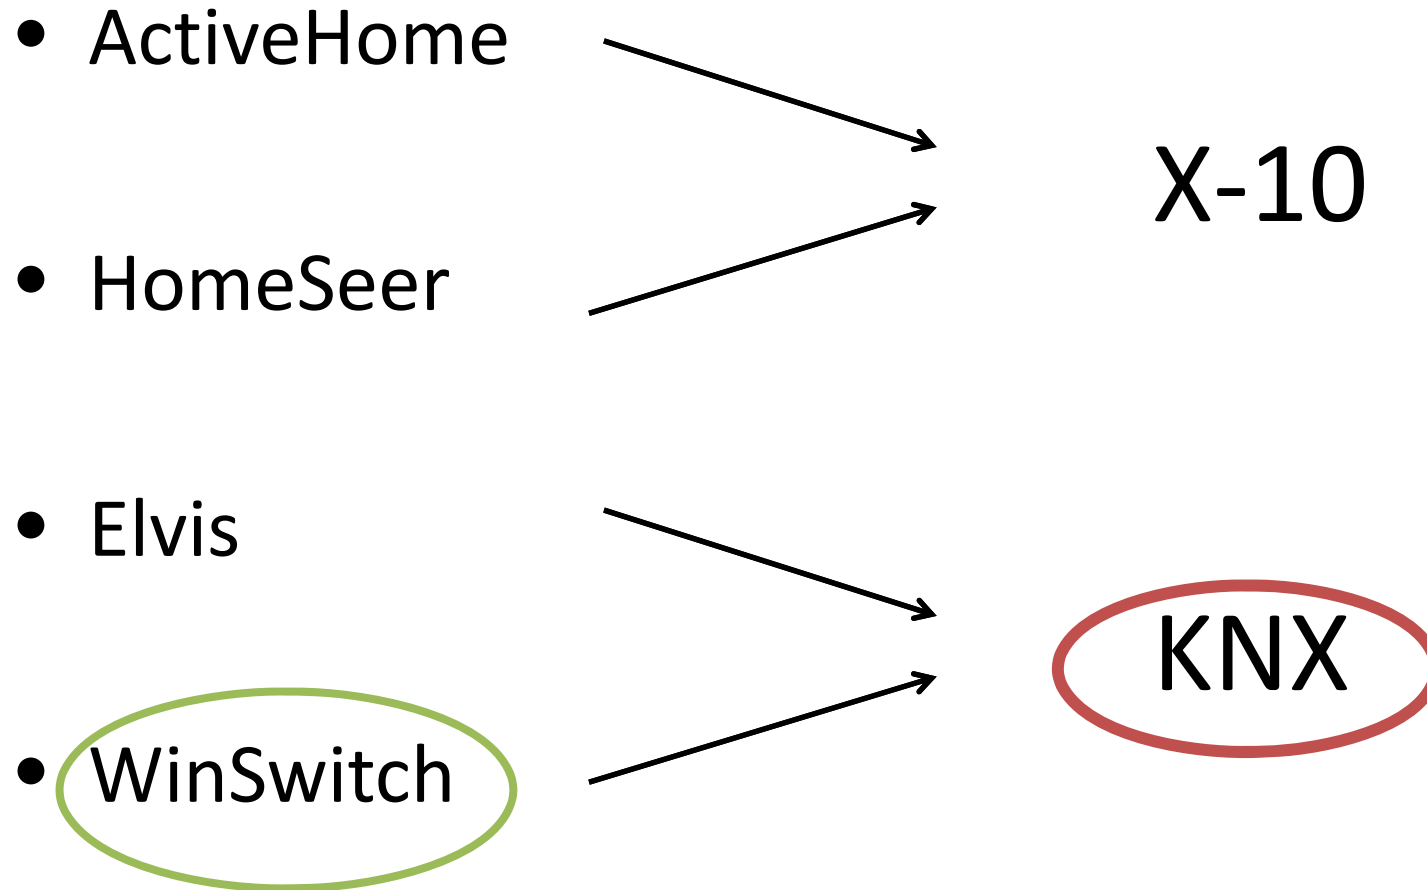 • ActiveHome
X-10
• HomeSeer
• Elvis
KNX
• WinSwitch